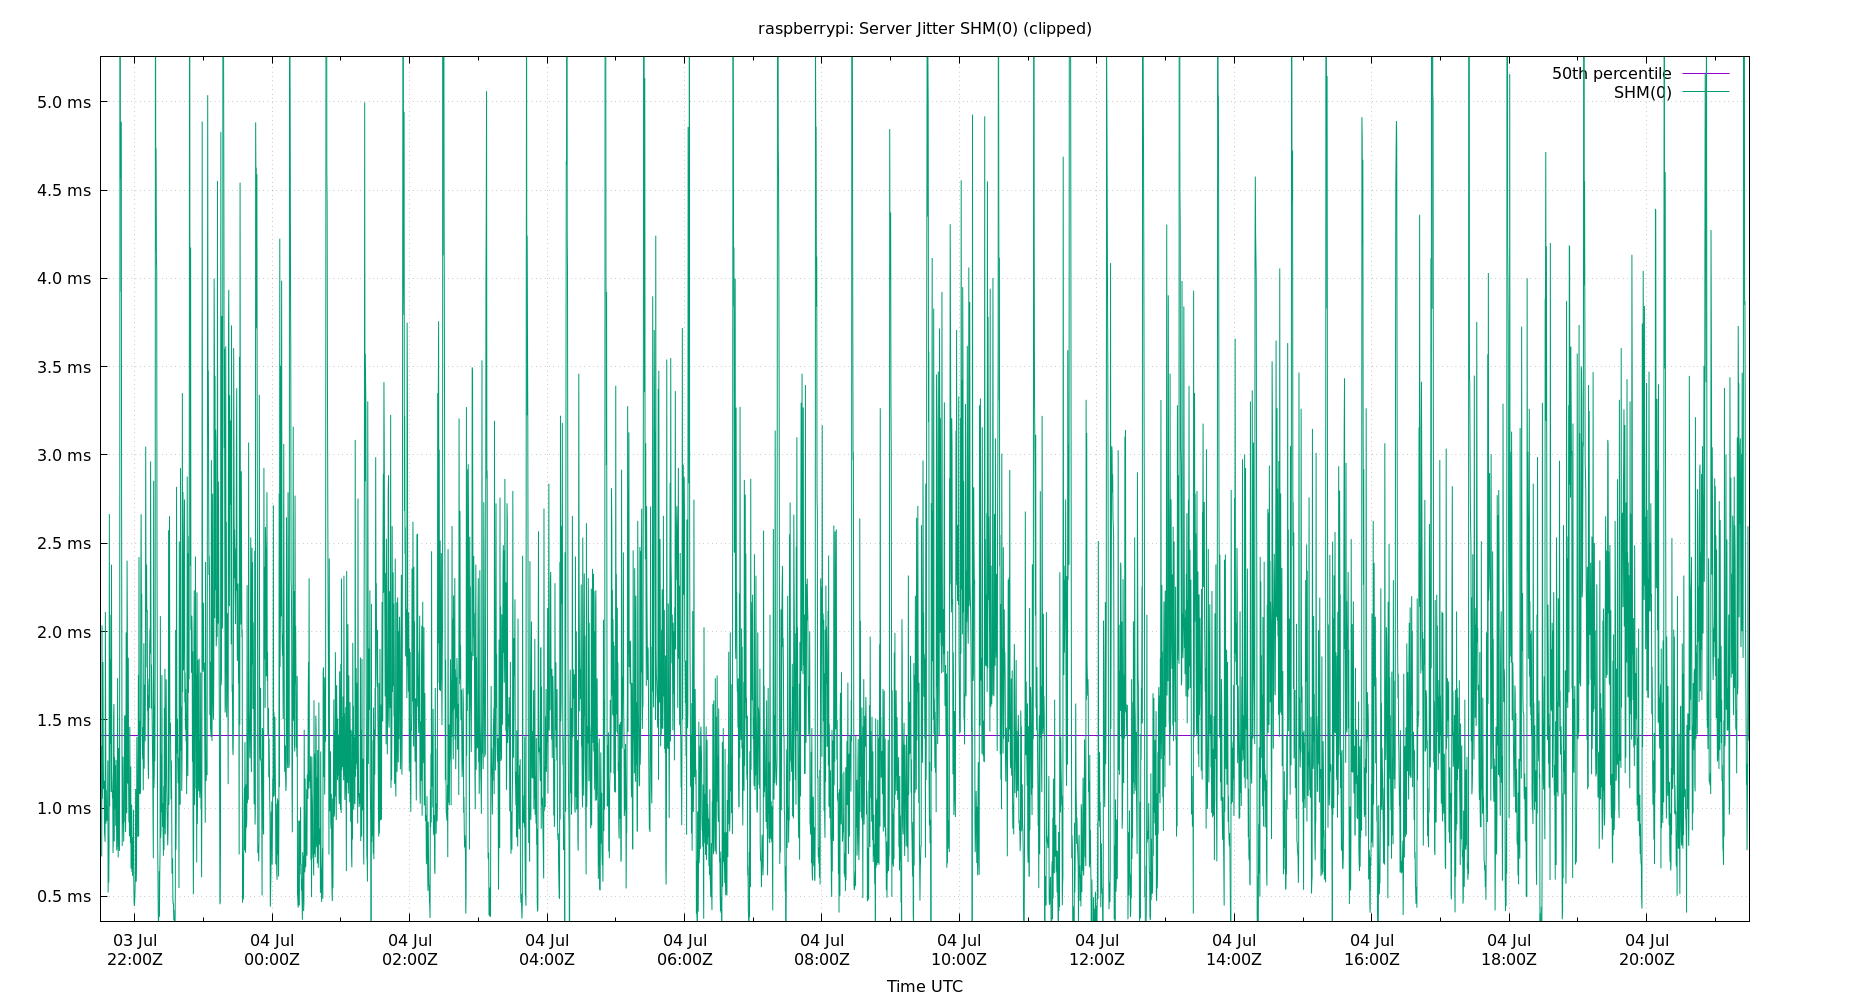 raspberrypi: Server Jitter SHM(0) (clipped)
50th percentile
SHM(0)
5.0 ms
4.5 ms
4.0 ms
3.5 ms
3.0 ms
2.5 ms
2.0 ms
1.5 ms
1.0 ms
0.5 ms
03 Jul 04 Jul 04 Jul 04 Jul 04 Jul 04 Jul 04 Jul 04 Jul 04 Jul 04 Jul 04 Jul 04 Jul
22:00Z 00:00Z 02:00Z 04:00Z 06:00Z 08:00Z 10:00Z 12:00Z 14:00Z 16:00Z 18:00Z 20:00Z
Time UTC